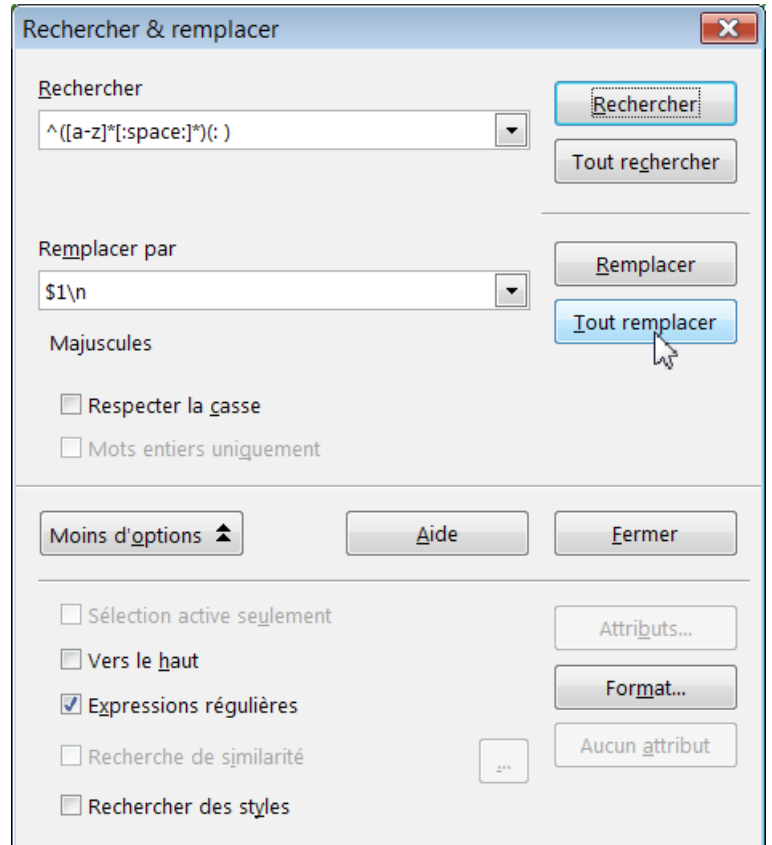 Rechercher & remplacer
Rechercher
^([a-z]*[:space:]*)(: )
Rechercher
Tout rechercher
Remplacer par
$1\n
Remplacer
Tout remplacer
Majuscules
Respecter la casse
Mots entiers uniquement
Moins d'options
Aide
Fermer
Sélection active seulement
Attributs...
Vers le haut
Format...
Expressions régulières
Aucun attribut
Recherche de similarité
...
Rechercher des styles